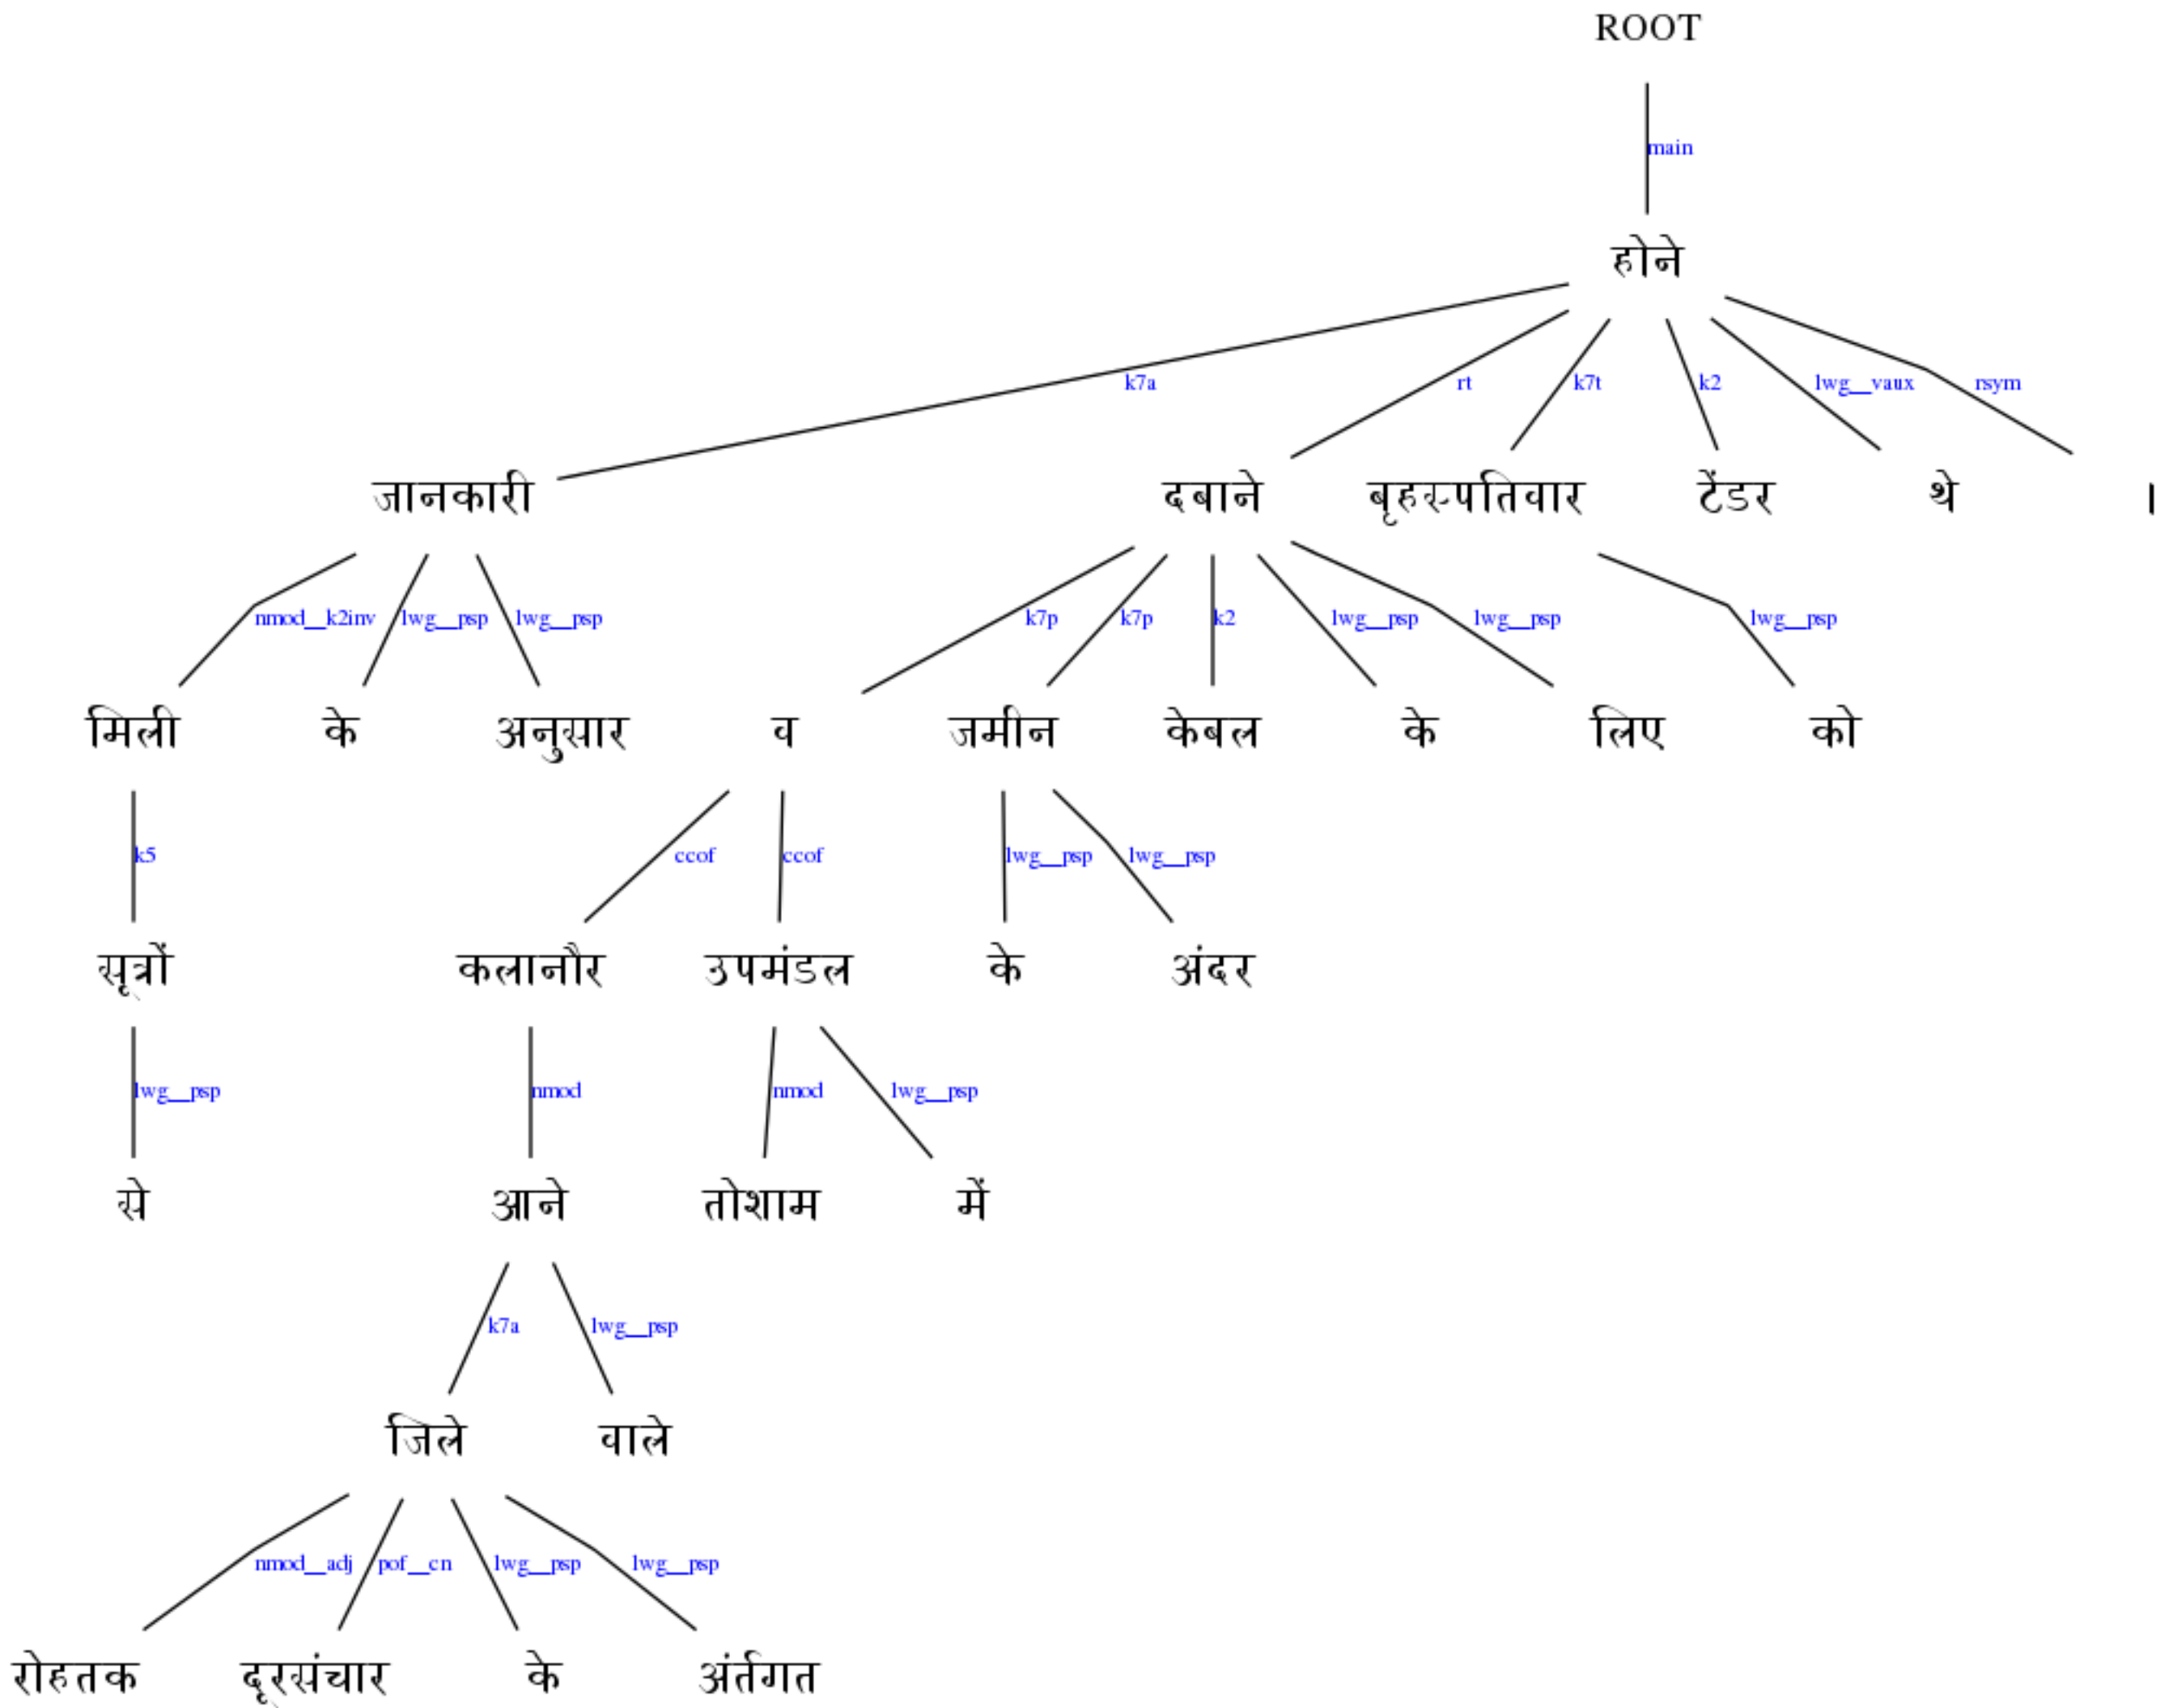 ROOT
main
होने
k7a rt k7t k2 lwg__vaux rsym
जानकारी दबाने बृहस्पतिवार टेंडर थे ।
nmod__k2inv lwg__psp lwg__psp k7p k7p k2 lwg__psp lwg__psp lwg__psp
मिली के अनुसार व जमीन केबल के लिए को
k5 ccof ccof lwg__psp lwg__psp
सूत्रों कलानौर उपमंडल के अंदर
lwg__psp nmod nmod lwg__psp
से आने तोशाम में
k7a lwg__psp
जिले वाले
nmod__adj pof__cn lwg__psp lwg__psp
रोहतक दूरसंचार के अंर्तगत